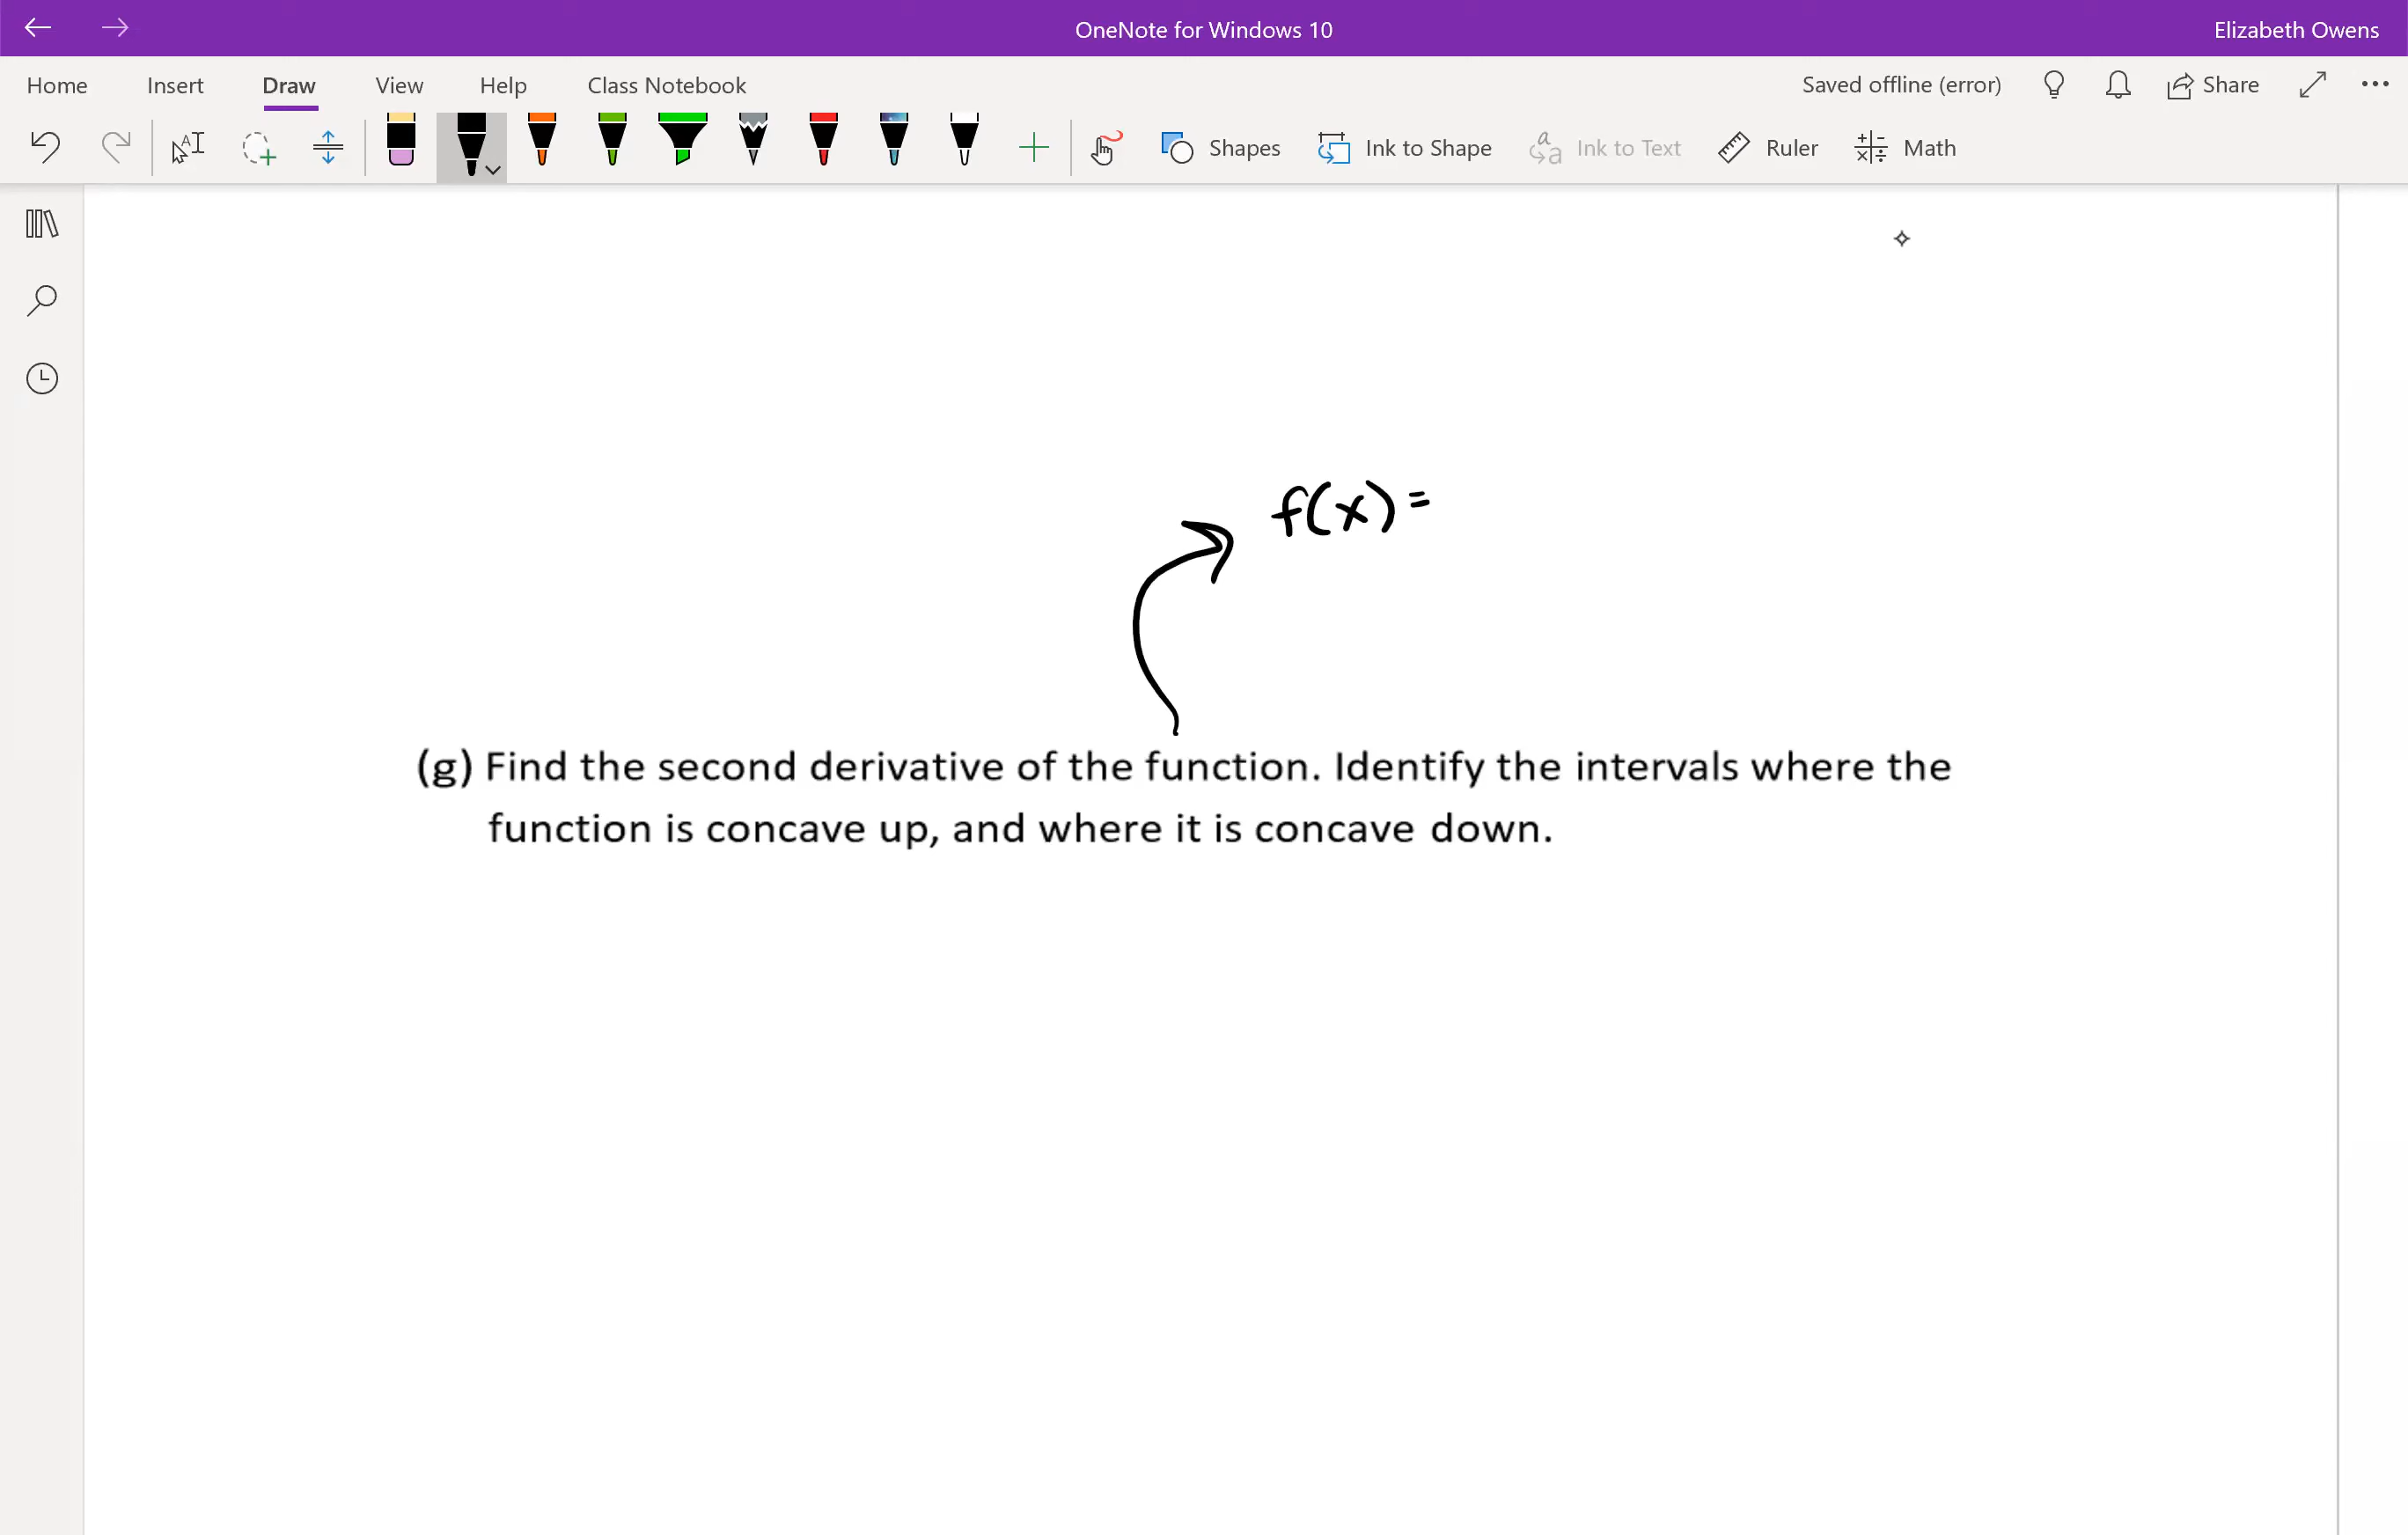 OneNote for Windows 10
Elizabeth Owens
Home Insert Draw View Help Class Notebook
Saved offline (error) Share
Shapes Ink to Shape Ink to Text Ruler Math
f(x)=
(g) Find the second derivative of the function. Identify the intervals where the
function is concave up, and where it is concave down.